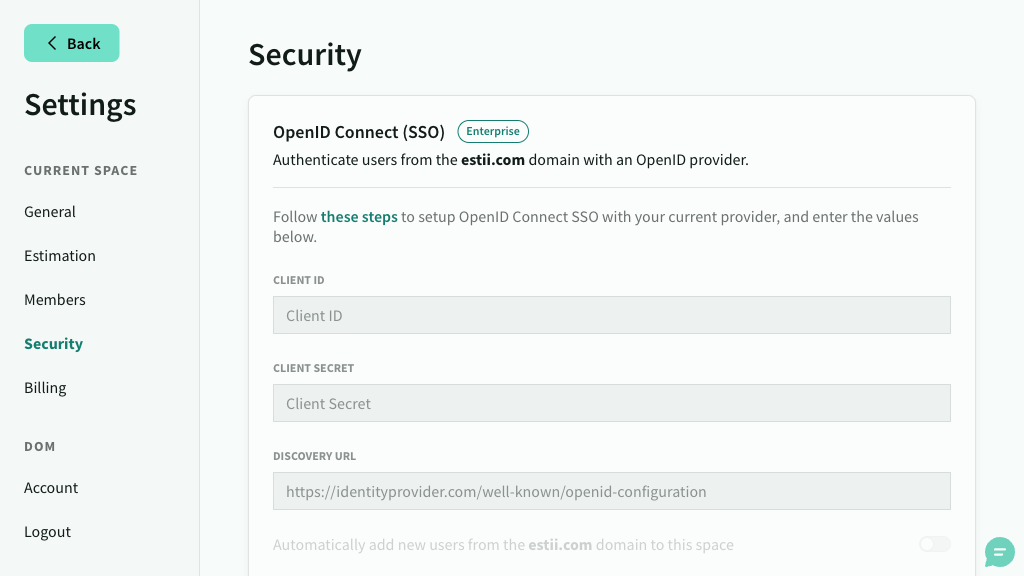 Back
Settings
CURRENT SPACE
General
Estimation
Members
Security
Billing
DOM
Account
Logout
Security
OpenID Connect (SSO) Enterprise
Authenticate users from the estii.com domain with an OpenID provider.
Follow these steps to setup OpenID Connect SSO with your current provider, and enter the values
below.
CLIENT ID
Client ID
CLIENT SECRET
Client Secret
DISCOVERY URL
https://identityprovider.com/well-known/openid-configuration
Automatically add new users from the estii.com domain to this space